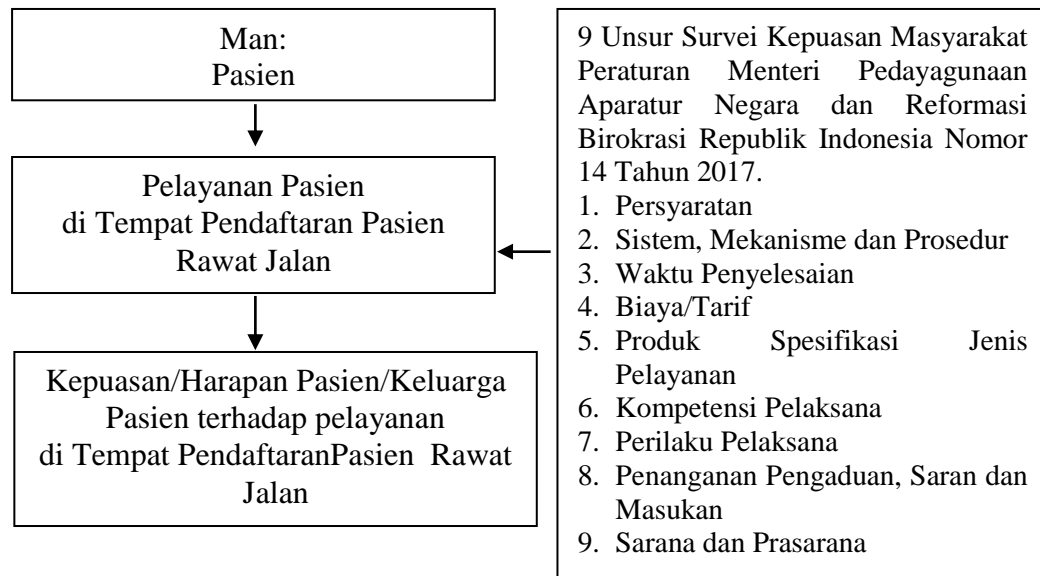 Man:
Pasien
Pelayanan Pasien
di Tempat Pendaftaran Pasien
Rawat Jalan
Kepuasan/Harapan Pasien/Keluarga
Pasien terhadap pelayanan
di Tempat PendaftaranPasien Rawat
Jalan
9 Unsur Survei Kepuasan Masyarakat
Peraturan Menteri Pedayagunaan
Aparatur Negara dan Reformasi
Birokrasi Republik Indonesia Nomor
14 Tahun 2017.
1. Persyaratan
2. Sistem, Mekanisme dan Prosedur
3. Waktu Penyelesaian
4. Biaya/Tarif
5. Produk Spesifikasi Jenis
Pelayanan
6. Kompetensi Pelaksana
7. Perilaku Pelaksana
8. Penanganan Pengaduan, Saran dan
Masukan
9. Sarana dan Prasarana